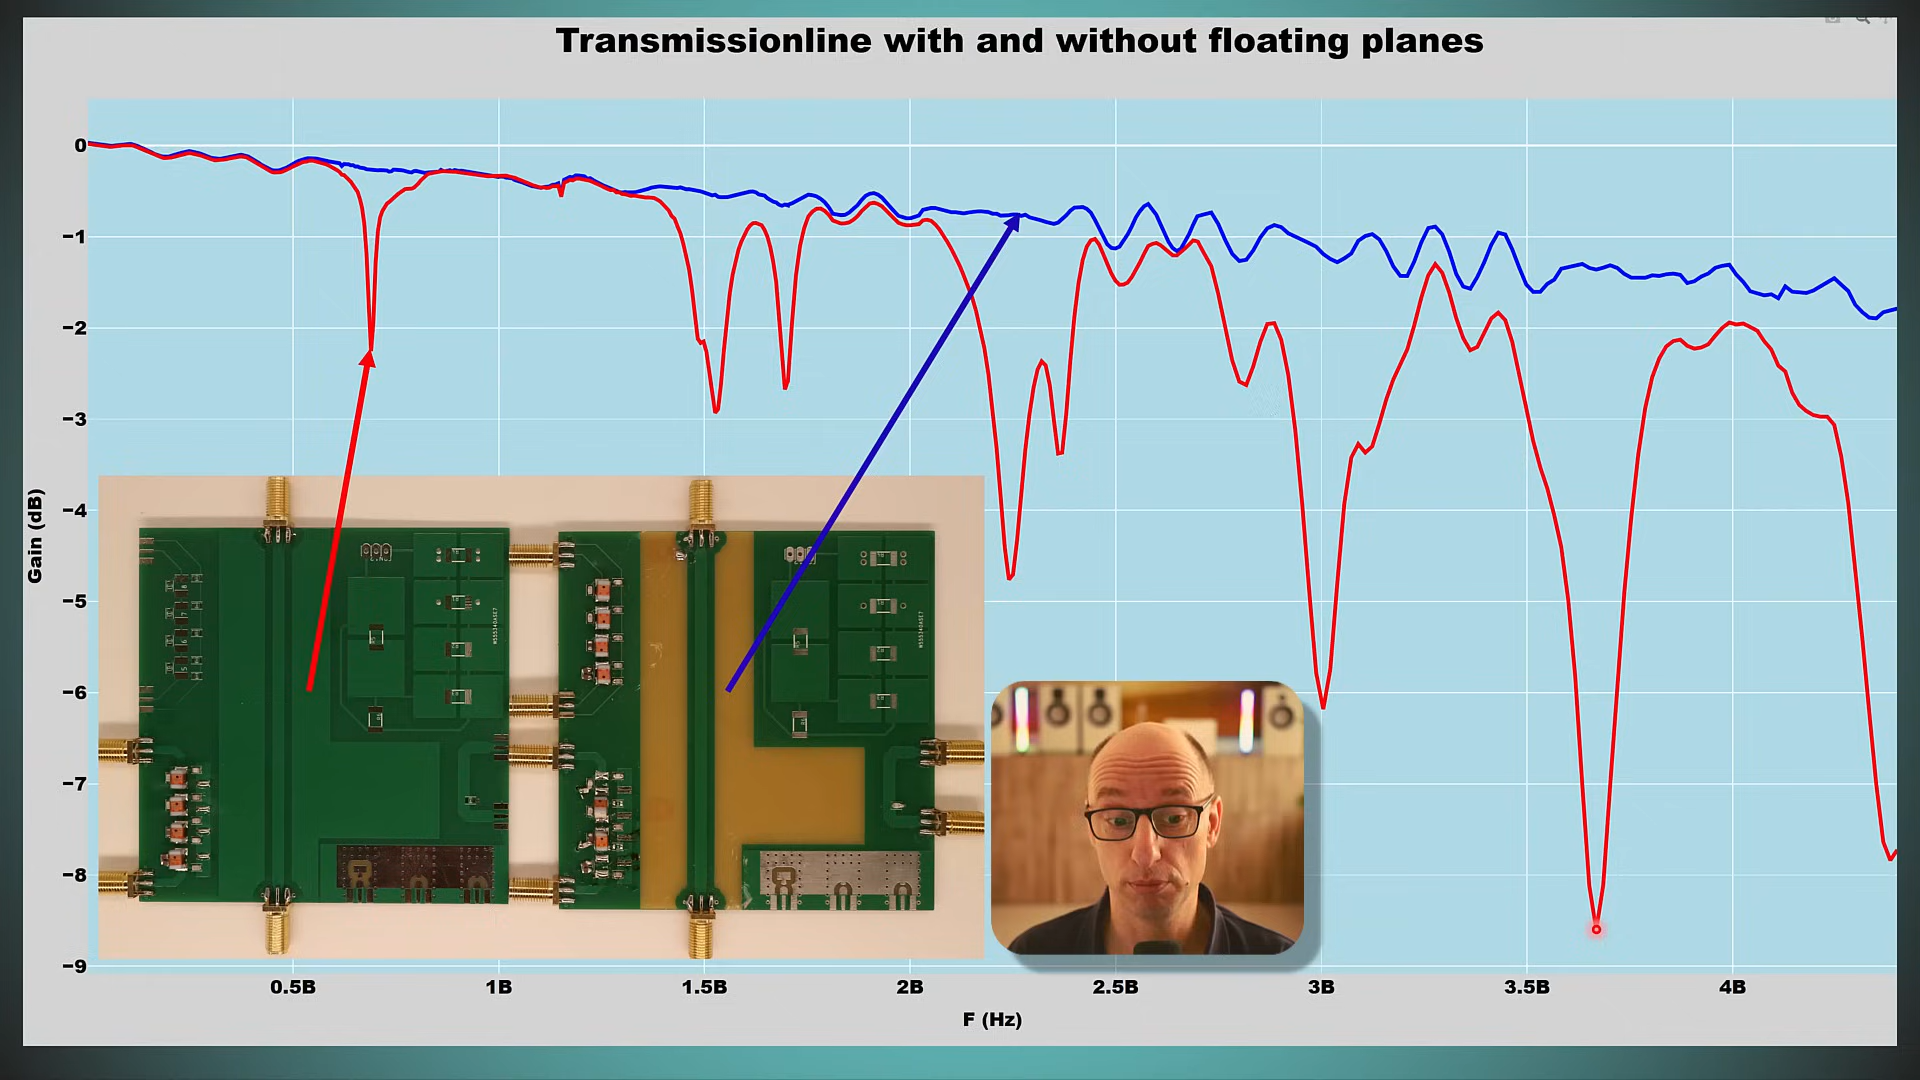 Transmissionline with and without floating planes
0
−1
−2
−3
−4
−5
−6
−7
−8
−9
Gain (dB)
0.5B
1B
1.5B
2B
2.5B
3B
3.5B
4B
F (Hz)